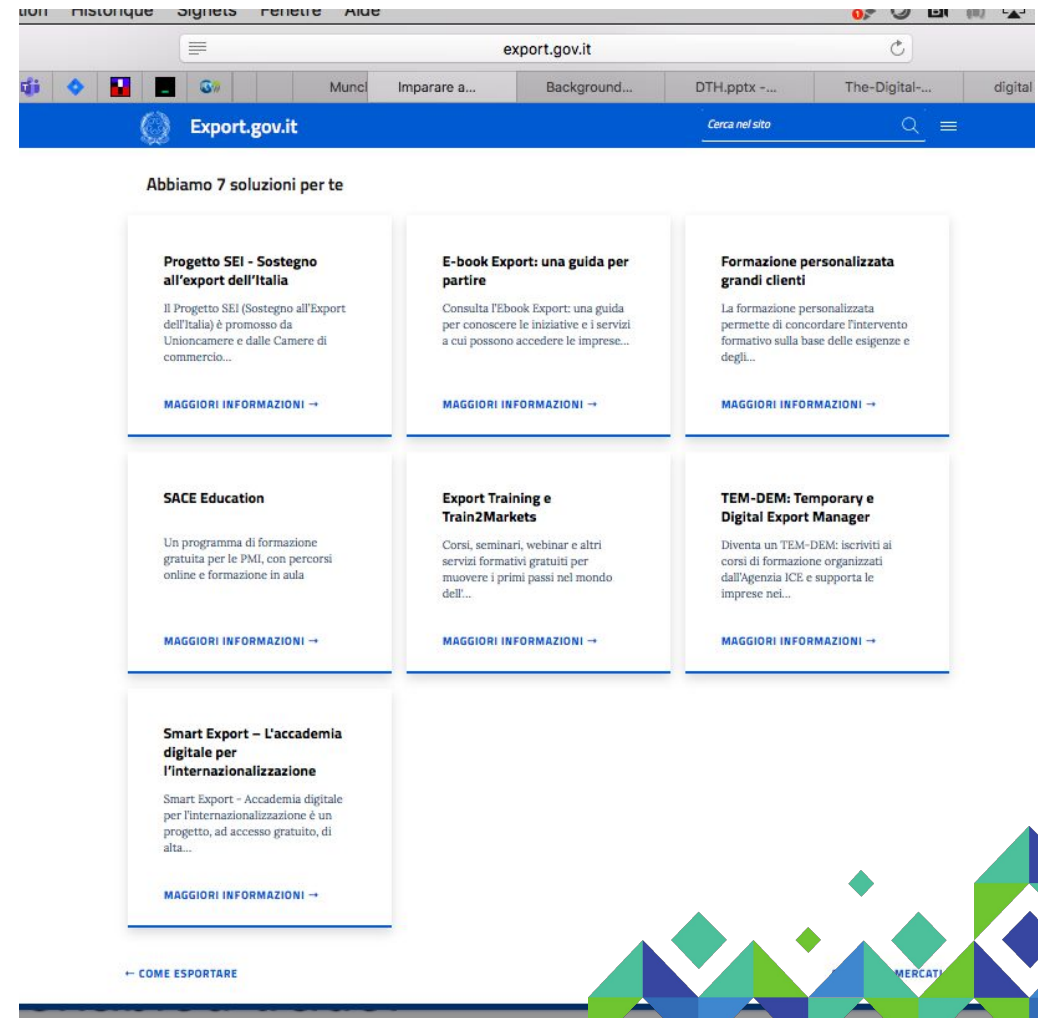 Historique Signets Fenêtre Aide
export.gov.it
Muncl Imparare a... Background... DTH.pptx -... The-Digital-... digital
Export.gov.it
Cerca nel sito
Abbiamo 7 soluzioni per te
Progetto SEI - Sostegno
all'export dell'Italia
Il Progetto SEI (Sostegno all'Export
dell'Italia) è promosso da
Unioncamere e dalle Camere di
commercio...
MAGGIORI INFORMAZIONI →
E-book Export: una guida per
partire
Consulta l'Ebook Export: una guida
per conoscere le iniziative e i servizi
a cui possono accedere le imprese...
MAGGIORI INFORMAZIONI →
Formazione personalizzata
grandi clienti
La formazione personalizzata
permette di concordare l'intervento
formativo sulla base delle esigenze e
degli...
MAGGIORI INFORMAZIONI →
SACE Education
Un programma di formazione
gratuita per le PMI, con percorsi
online e formazione in aula
MAGGIORI INFORMAZIONI →
Export Training e
Train2Markets
Corsi, seminari, webinar e altri
servizi formativi gratuiti per
muovere i primi passi nel mondo
dell'...
MAGGIORI INFORMAZIONI →
TEM-DEM: Temporary e
Digital Export Manager
Diventa un TEM-DEM: iscriviti ai
corsi di formazione organizzati
dall'Agenzia ICE e supporta le
imprese nei...
MAGGIORI INFORMAZIONI →
Smart Export – L'accademia
digitale per
l'internazionalizzazione
Smart Export - Accademia digitale
per l'internazionalizzazione è un
progetto, ad accesso gratuito, di
alta...
MAGGIORI INFORMAZIONI →
← COME ESPORTARE
MERCATI